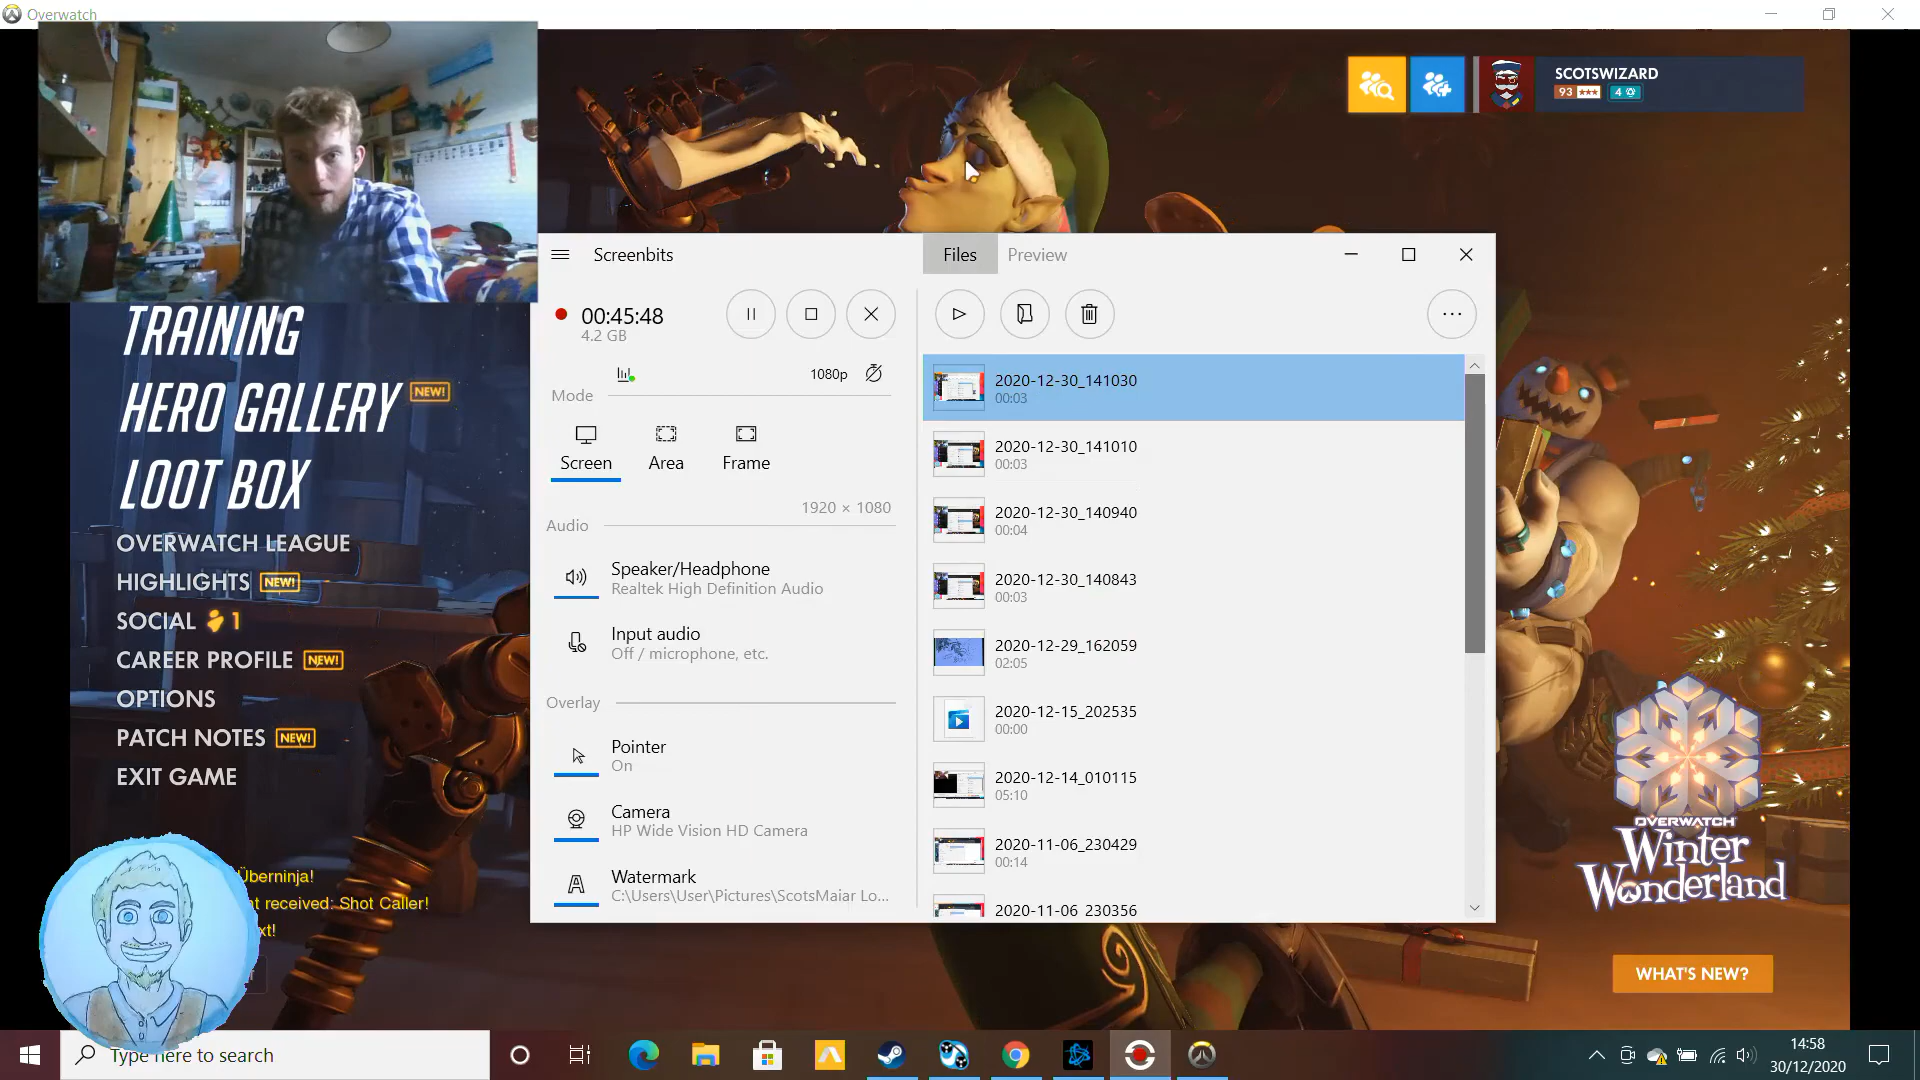 Overwatch
SCOTSWIZARD
93
4
TRAINING
HERO GALLERY NEW!
LOOT BOX
OVERWATCH LEAGUE
HIGHLIGHTS NEW!
SOCIAL 1
CAREER PROFILE NEW!
OPTIONS
PATCH NOTES NEW!
EXIT GAME
Überninja!
nt received: Shot Caller!
xt!
Screenbits
Files Preview
00:45:48
4.2 GB
1080p
Mode
Screen Area Frame
1920 × 1080
Audio
Speaker/Headphone
Realtek High Definition Audio
Input audio
Off / microphone, etc.
Overlay
Pointer
On
Camera
HP Wide Vision HD Camera
Watermark
C:\Users\User\Pictures\ScotsMaiar Lo...
2020-12-30_141030
00:03
2020-12-30_141010
00:03
2020-12-30_140940
00:04
2020-12-30_140843
00:03
2020-12-29_162059
02:05
2020-12-15_202535
00:00
2020-12-14_010115
05:10
2020-11-06_230429
00:14
2020-11-06_230356
OVERWATCH
Winter
Wonderland
WHAT'S NEW?
Type here to search
14:58
30/12/2020